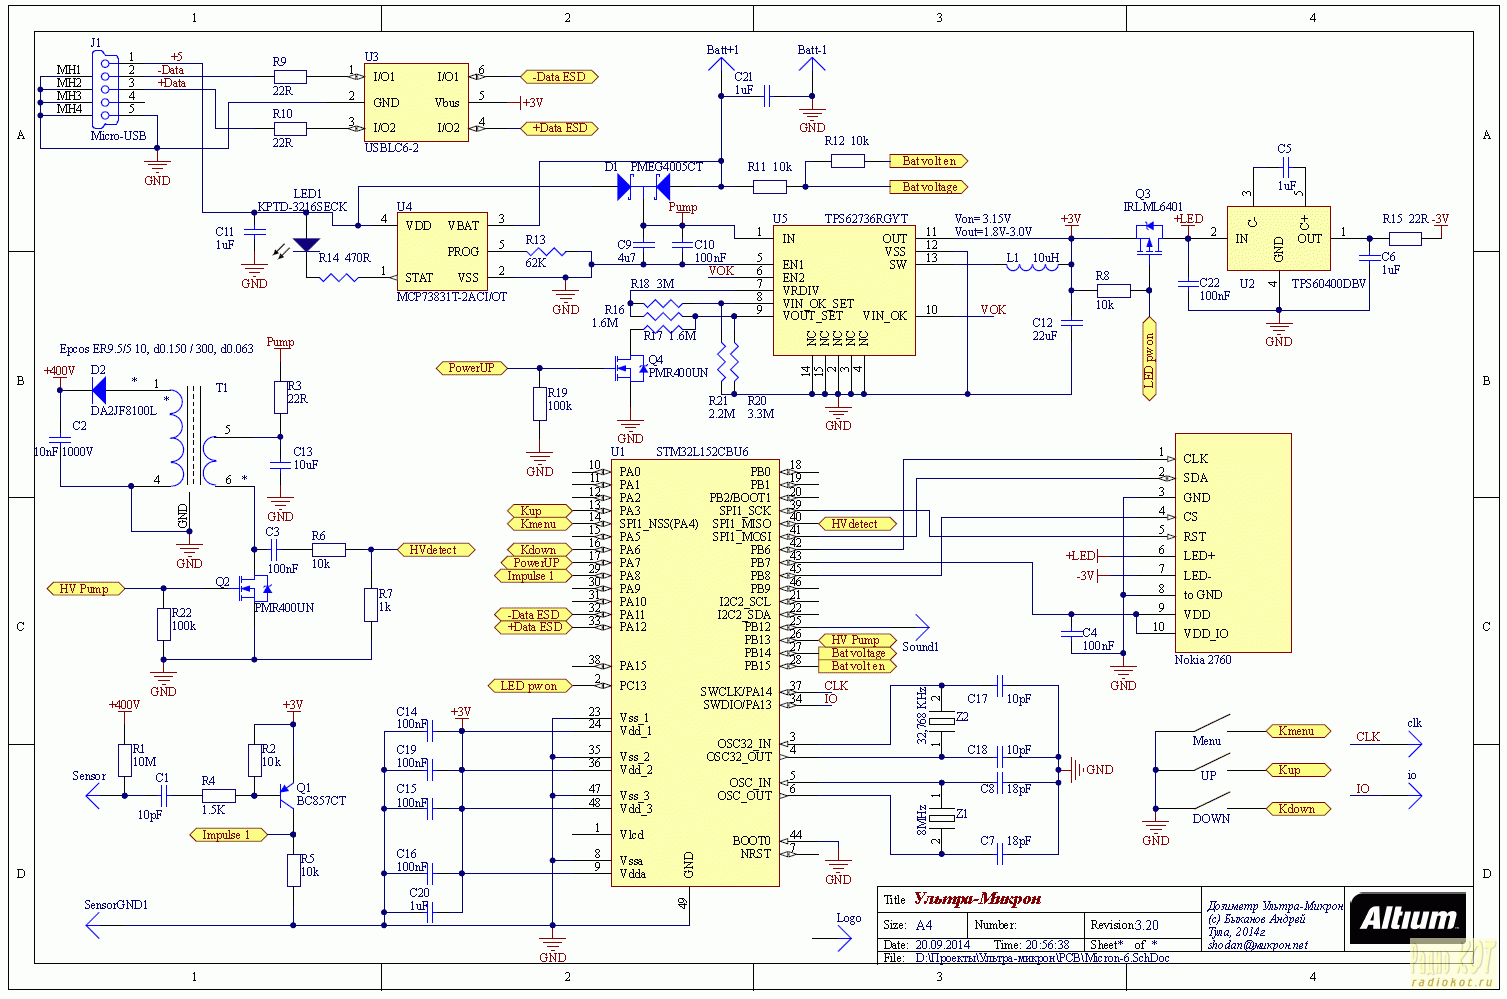 1 2 3 4
A
B
C
D
J1
MH1
MH2
MH3
MH4
1 +5
2 -Data
3 +Data
4
5
Micro-USB
GND
R9
22R
R10
22R
U3
1 I/O1 I/O1 6
2 GND Vbus 5
3 I/O2 I/O2 4
USBLC6-2
-Data ESD
+3V
+Data ESD
Batt+1
Batt-1
C21
1uF
GND
R12 10k
R11 10k
Batvolten
Batvoltage
LED1
KPTD-3216SECK
C11
1uF
GND
R14 470R
U4
4 VDD VBAT 3
PROG 5
1 STAT VSS 2
MCP73831T-2ACI/OT
R13
62K
GND
D1 PMEG4005CT
Pump
C9
4u7
C10
100nF
VOK
R18 3M
R16
1.6M
R17 1.6M
U5 TPS62736RGYT
1 IN OUT 11
VSS 12
5 EN1 SW 13
6 EN2
7 VRDIV
8 VIN_OK_SET
9 VOUT_SET VIN_OK 10
NC NC NC NC NC
14 15 2 3 4
GND
Von= 3.15V
Vout=1.8V-3.0V
L1 10uH
VOK
+3V
C12
22uF
R8
10k
Q3
IRLML6401
LED pwon
+LED
C22
100nF
C5
1uF
3 5
C- C+
2 IN OUT 1
GND
4
U2 TPS60400DBV
GND
R15 22R
-3V
C6
1uF
PowerUP
R19
100k
GND
Q4
PMR400UN
GND
R21
2.2M
R20
3.3M
Epcos ER9.5/5 10, d0.150 / 300, d0.063
+400V
D2
DA2JF8100L
*
*
1
T1
C2
10nF 1000V
4
5
6 *
GND
GND
Pump
R3
22R
C13
10uF
GND
C3
100nF
R6
10k
HVdetect
HV Pump
Q2
PMR400UN
R22
100k
R7
1k
GND
U1 STM32L152CBU6
10 PA0
11 PA1
12 PA2
Kup 13 PA3
Kmenu 14 SPI1_NSS(PA4)
15 PA5
Kdown 16 PA6
PowerUP 17 PA7
Impulse 1 29 PA8
30 PA9
31 PA10
-Data ESD 32 PA11
+Data ESD 33 PA12
38 PA15
LED pwon 2 PC13
23 Vss_1
24 Vdd_1
35 Vss_2
36 Vdd_2
47 Vss_3
48 Vdd_3
1 Vlcd
8 Vssa
9 Vdda
GND
49
PB0 18
PB1 19
PB2/BOOT1 20
SPI1_SCK 39
SPI1_MISO 40 HVdetect
SPI1_MOSI 41
PB6 42
PB7 43
PB8 45
PB9 46
I2C2_SCL 21
I2C2_SDA 22
PB12 25
Sound1
PB13 26 HV Pump
PB14 27 Batvoltage
PB15 28 Batvolten
SWCLK/PA14 37 CLK
SWDIO/PA13 34 IO
OSC32_IN 3
OSC32_OUT 4
OSC_IN 5
OSC_OUT 6
BOOT0 44
NRST 7
GND
32,768 KHz
2
1
Z2
C17 10pF
C18 10pF
C8 18pF
GND
8MHz
1
2
Z1
C7 18pF
1 CLK
2 SDA
3 GND
4 CS
5 RST
+LED 6 LED+
-3V 7 LED-
8 to GND
9 VDD
10 VDD_IO
Nokia 2760
C4
100nF
GND
+400V
R1
10M
Sensor
C1
10pF
R4
1.5K
R2
10k
+3V
Q1
BC857CT
Impulse 1
R5
10k
SensorGND1
C14
100nF
+3V
C19
100nF
C15
100nF
C16
100nF
C20
1uF
GND
Menu Kmenu
UP Kup
DOWN Kdown
GND
CLK clk
IO io
Logo
Title Ультра-Микрон
Size: A4 Number: Revision3.20
Date: 20.09.2014 Time: 20:56:38 Sheet* of *
File: D:\Проекты\Ультра-микрон\PCB\Micron-6.SchDoc
Дозиметр Ультра-Микрон
(c) Быканов Андрей
Тула, 2014г
shodan@микрон.net
Altium
Радио КОТ
radiokot.ru
1 2 3 4
A
B
C
D